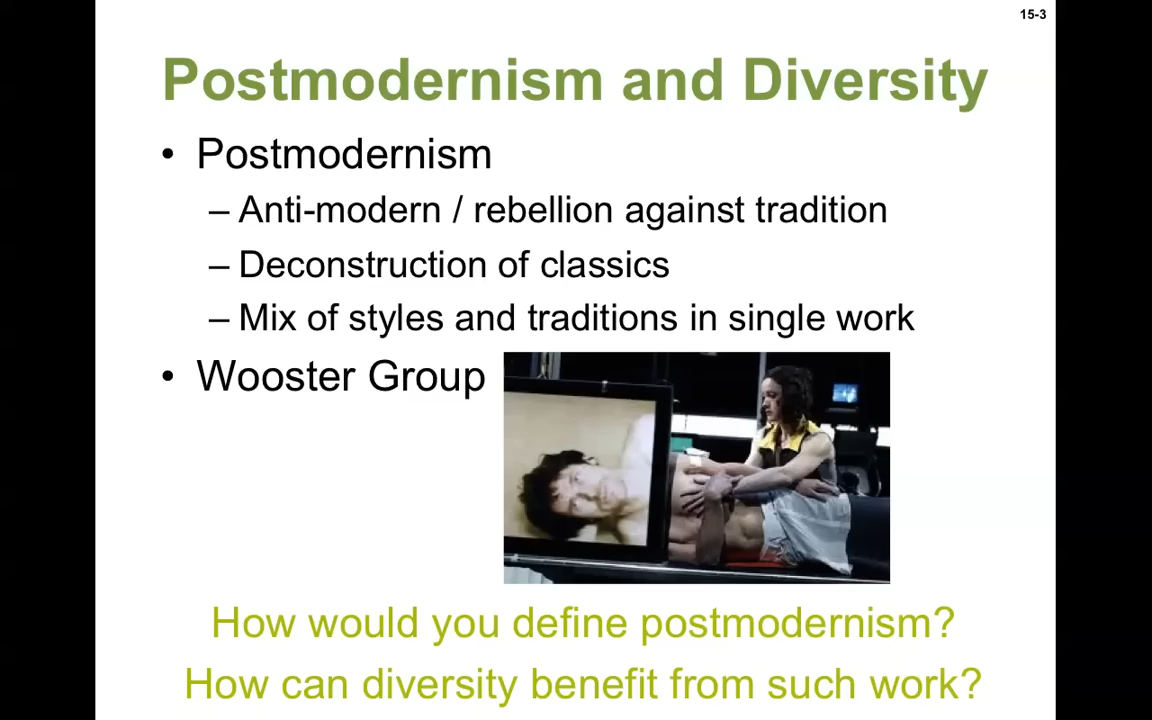 15-3
Postmodernism and Diversity
• Postmodernism
– Anti-modern / rebellion against tradition
– Deconstruction of classics
– Mix of styles and traditions in single work
• Wooster Group
How would you define postmodernism?
How can diversity benefit from such work?